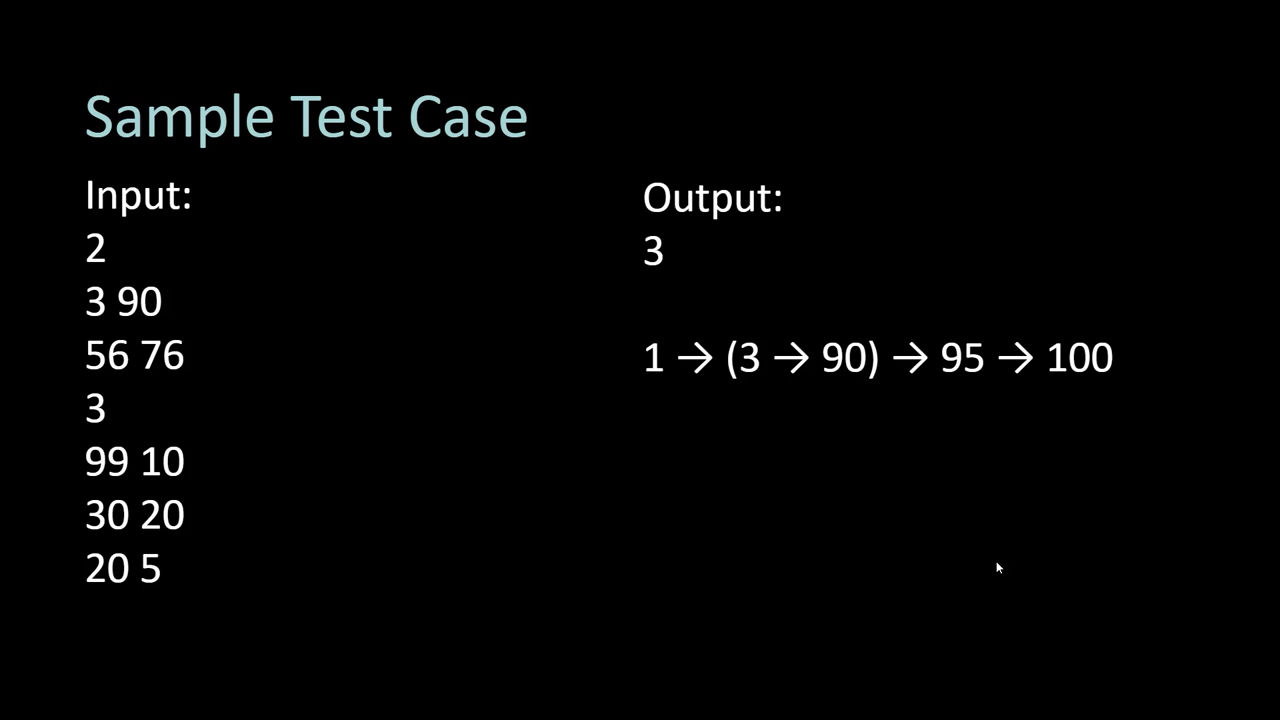 Sample Test Case
Input:
2
3 90
56 76
3
99 10
30 20
20 5
Output:
3
1 → (3 → 90) → 95 → 100